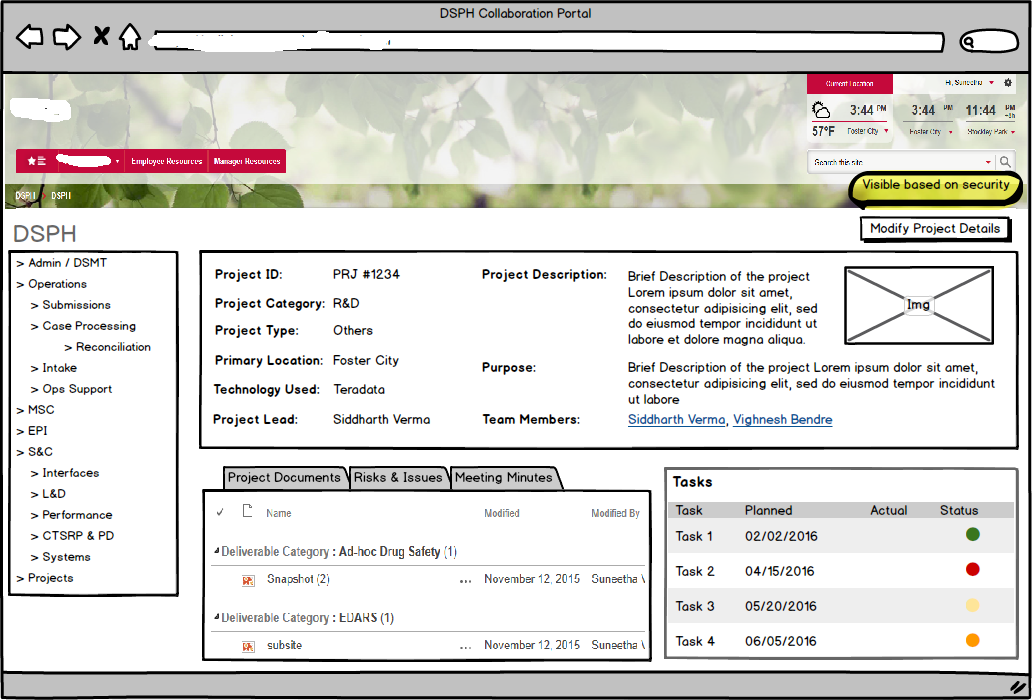 DSPH Collaboration Portal
Current Location
Hi, Suneetha
3:44 PM
3:44 PM
11:44 PM
-5h
57°F
Foster City
Foster City
Stockley Park
Employee Resources
Manager Resources
Search this site
Visible based on security
DSPH DSPH
Modify Project Details
DSPH
> Admin / DSMT
> Operations
> Submissions
> Case Processing
> Reconciliation
> Intake
> Ops Support
> MSC
> EPI
> S&C
> Interfaces
> L&D
> Performance
> CTSRP & PD
> Systems
> Projects
Project ID: PRJ #1234
Project Category: R&D
Project Type: Others
Primary Location: Foster City
Technology Used: Teradata
Project Lead: Siddharth Verma
Project Description: Brief Description of the project
Lorem ipsum dolor sit amet,
consectetur adipisicing elit, sed
do eiusmod tempor incididunt ut
labore et dolore magna aliqua.
Img
Purpose: Brief Description of the project Lorem ipsum dolor sit amet,
consectetur adipisicing elit, sed do eiusmod tempor incididunt
ut labore
Team Members: Siddharth Verma, Vighnesh Bendre
Project Documents
Risks & Issues
Meeting Minutes
Name Modified Modified By
Deliverable Category : Ad-hoc Drug Safety (1)
Snapshot (2) ... November 12, 2015 Suneetha
Deliverable Category : EDARS (1)
subsite ... November 12, 2015 Suneetha
Tasks
Task Planned Actual Status
Task 1 02/02/2016
Task 2 04/15/2016
Task 3 05/20/2016
Task 4 06/05/2016